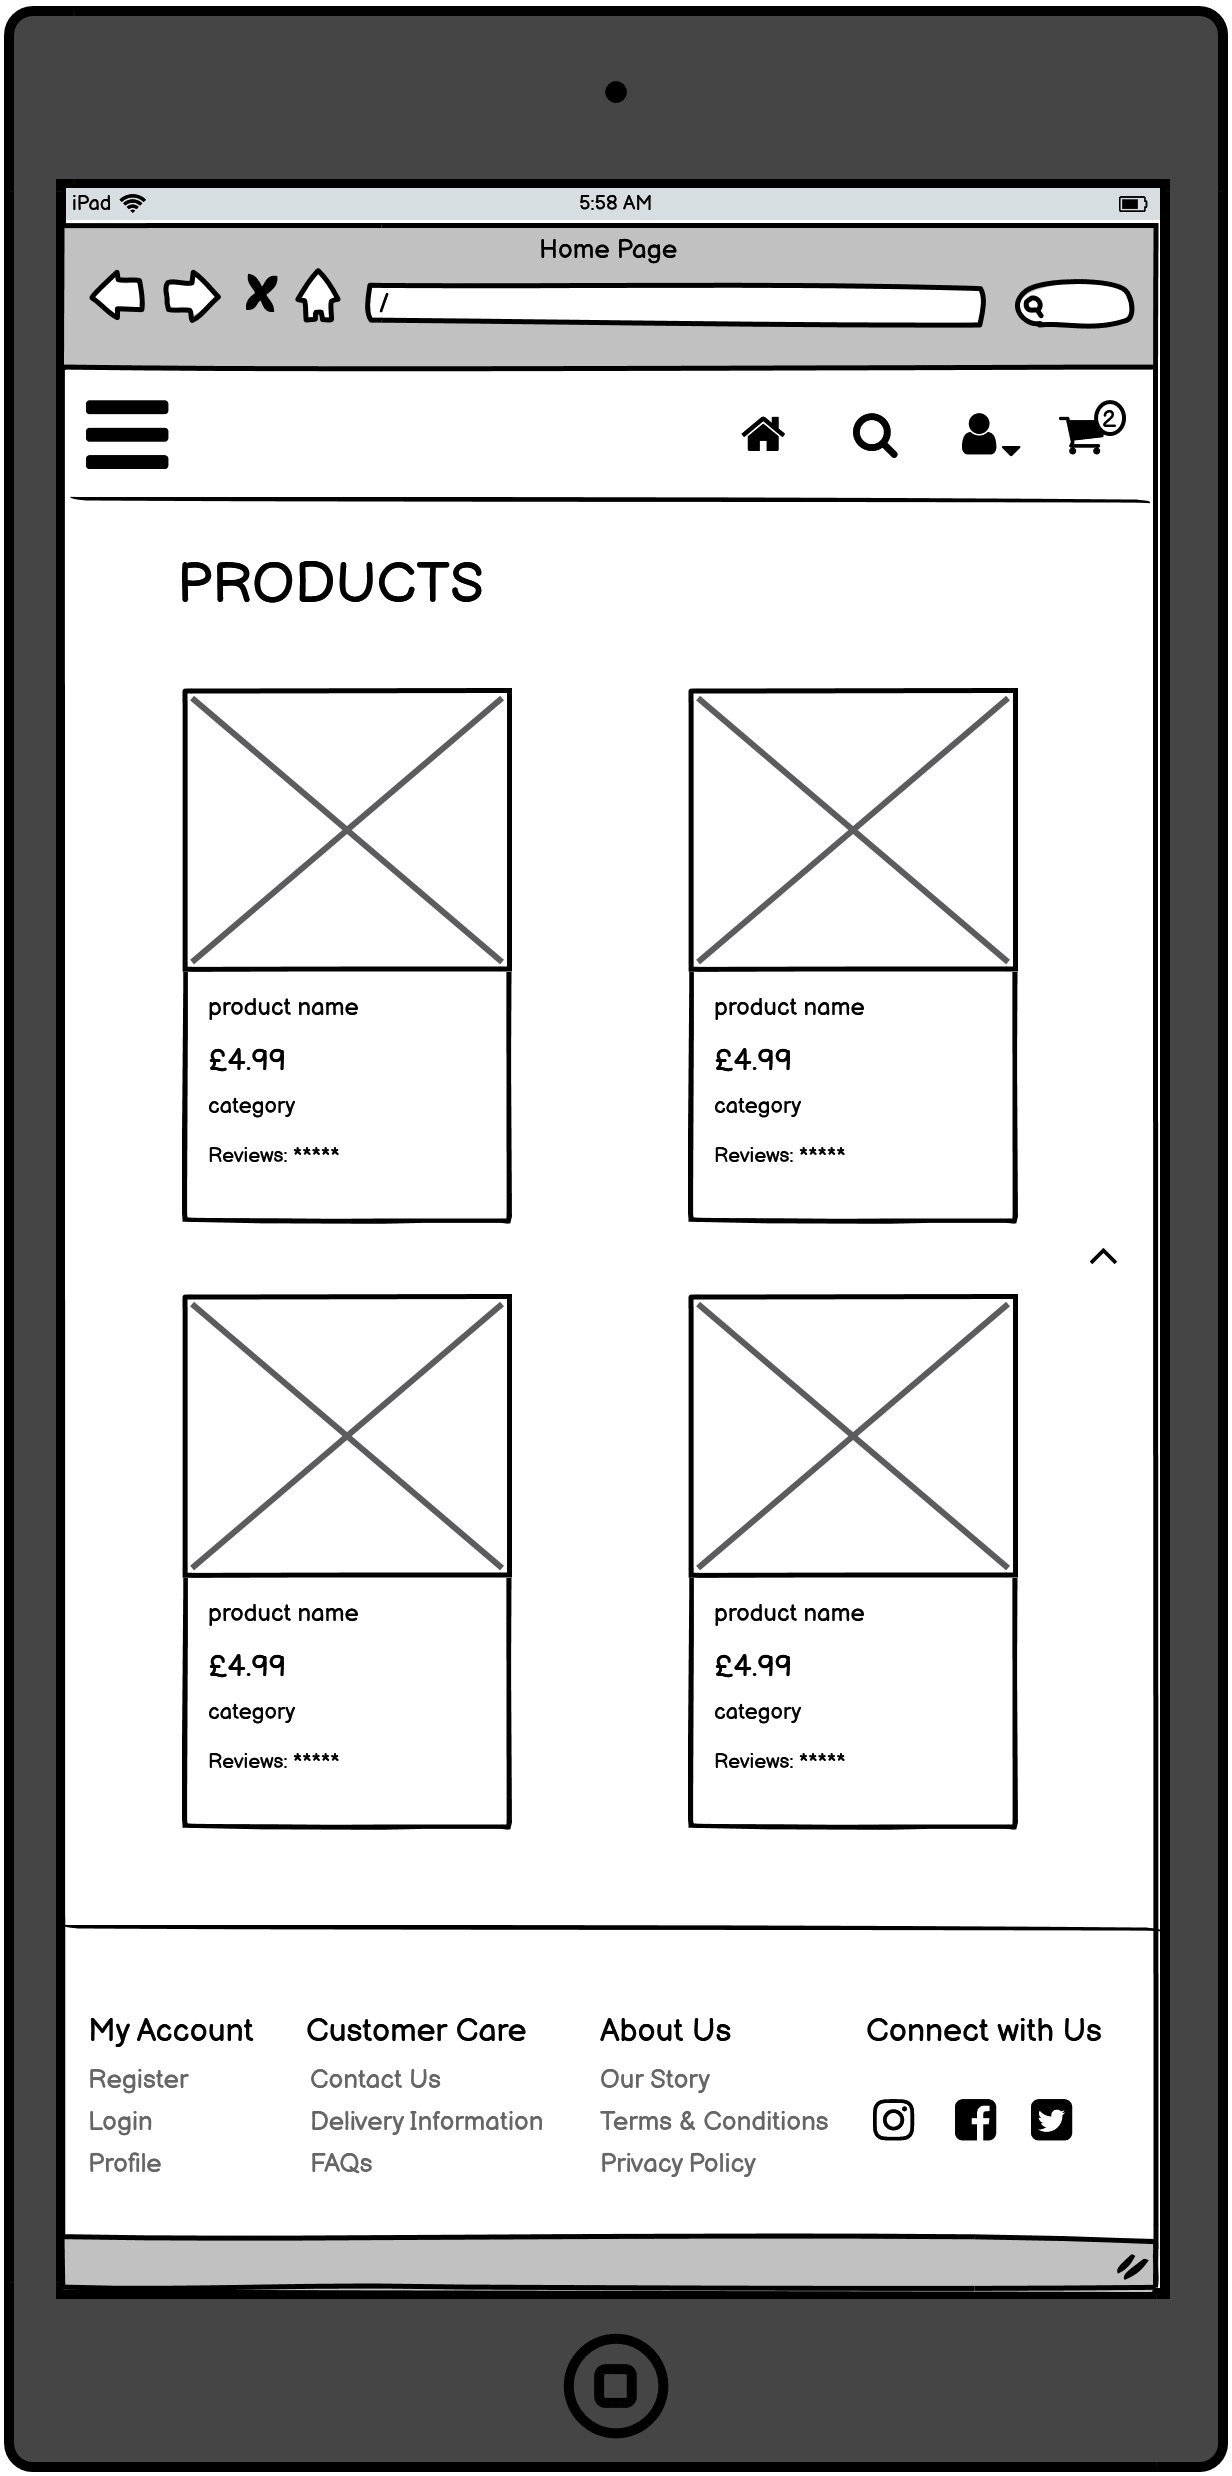 iPad 5:58 AM
Home Page
/
2
PRODUCTS
product name product name
£4.99 £4.99
category category
Reviews: ***** Reviews: *****
product name product name
£4.99 £4.99
category category
Reviews: ***** Reviews: *****
My Account Customer Care About Us Connect with Us
Register Contact Us Our Story
Login Delivery Information Terms & Conditions
Profile FAQs Privacy Policy